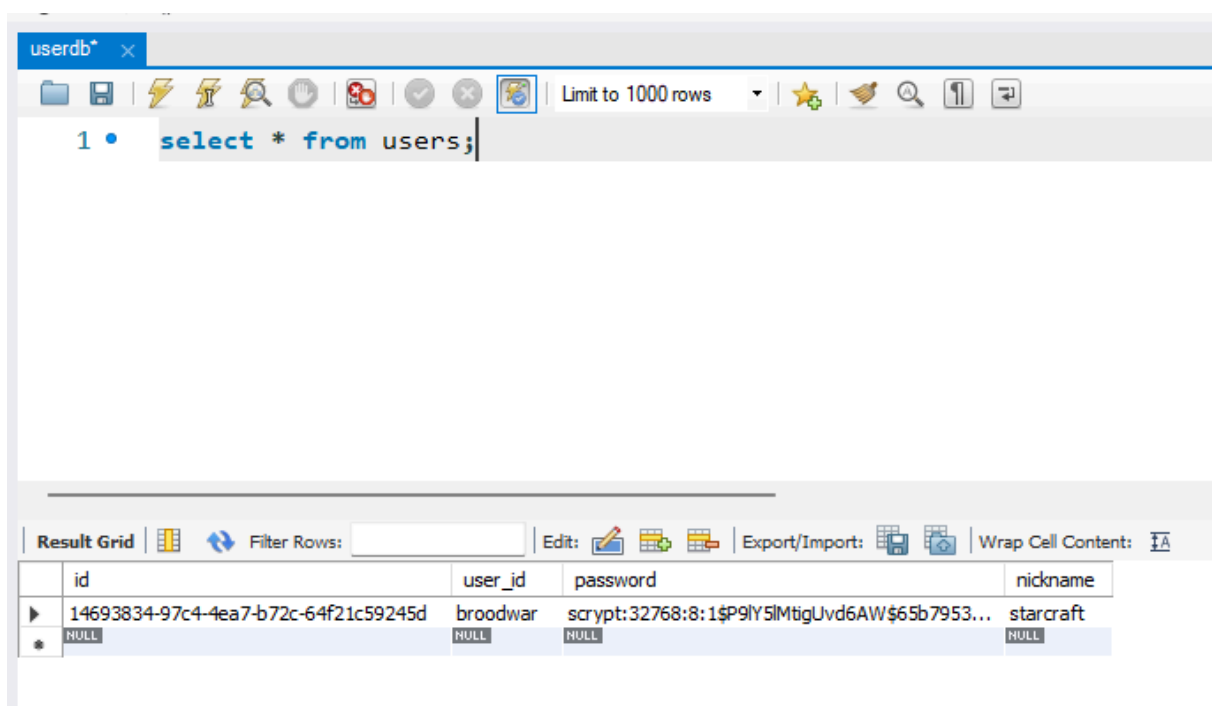 userdb*
Limit to 1000 rows
1 select * from users;
Result Grid Filter Rows: Edit: Export/Import: Wrap Cell Content:
id user_id password nickname
14693834-97c4-4ea7-b72c-64f21c59245d broodwar scrypt:32768:8:1$P9lY5lMtigUvd6AW$65b7953... starcraft
NULL NULL NULL NULL